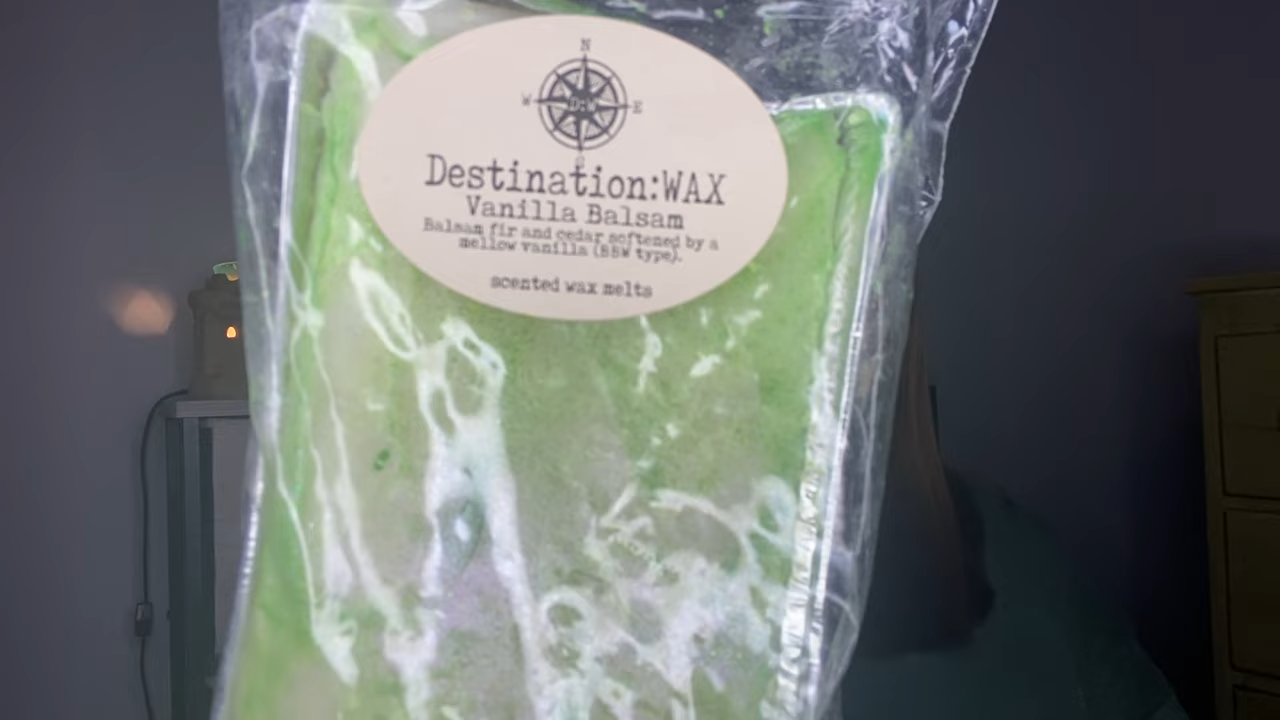 N
W D:W E
S
Destination:WAX
Vanilla Balsam
Balsam fir and cedar softened by a
mellow vanilla (BBW type).
scented wax melts